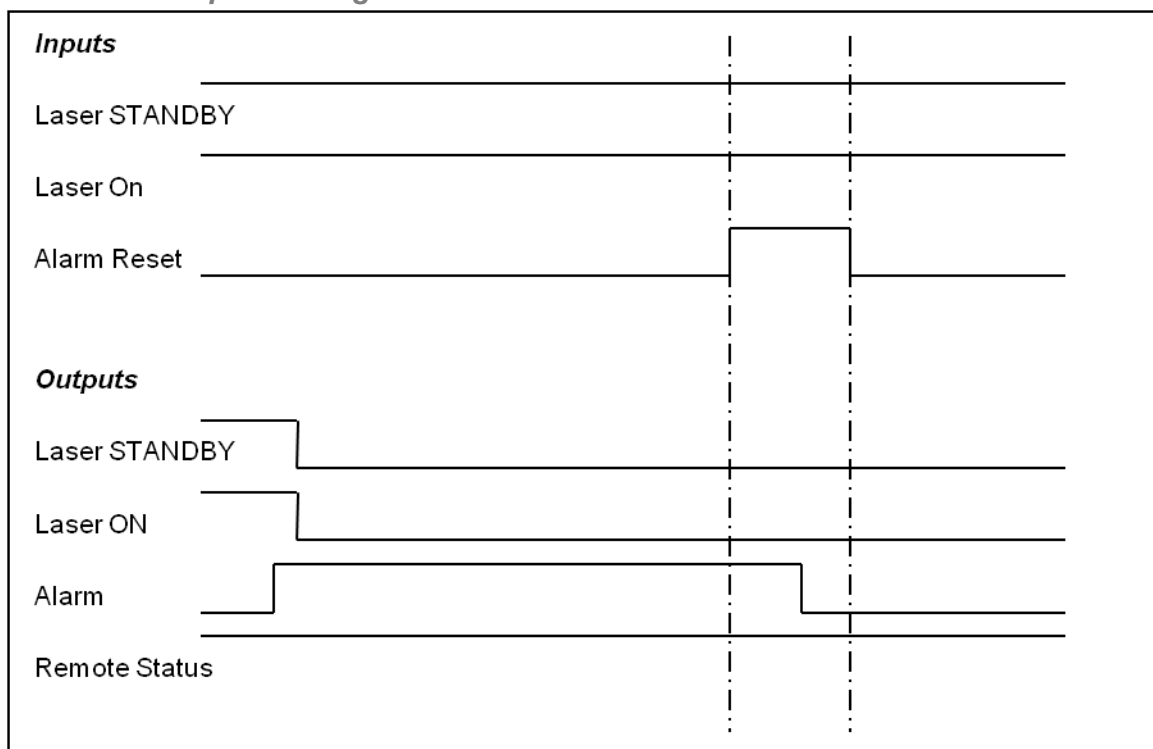 Inputs
Laser STANDBY
Laser On
Alarm Reset
Outputs
Laser STANDBY
Laser ON
Alarm
Remote Status